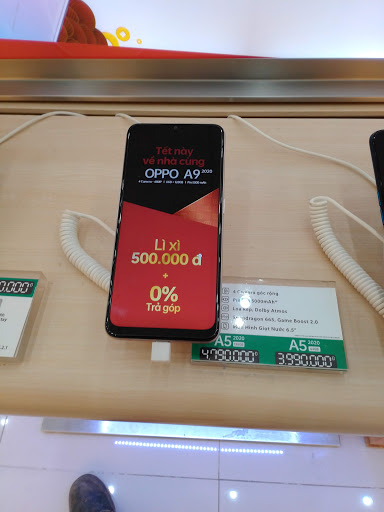 Tết này
về nhà cùng
OPPO A9 2020
Lì xì
500.000 đ
+
0%
Trả góp
4 Camera góc rộng
Pin 5000mAh*
Loa kép, Dolby Atmos
Snapdragon 665, Game Boost 2.0
Màn Hình Giọt Nước 6.5"
A5 2020
A5 2020
4.790.000đ
3.990.000đ